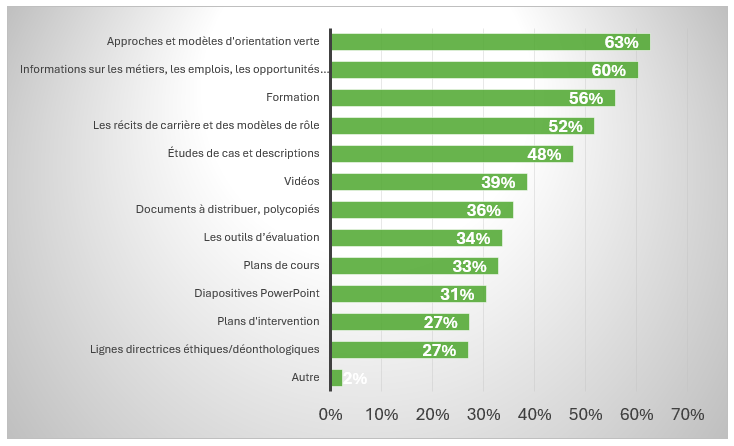 Approches et modèles d'orientation verte 63%
Informations sur les métiers, les emplois, les opportunités... 60%
Formation 56%
Les récits de carrière et des modèles de rôle 52%
Études de cas et descriptions 48%
Vidéos 39%
Documents à distribuer, polycopiés 36%
Les outils d'évaluation 34%
Plans de cours 33%
Diapositives PowerPoint 31%
Plans d'intervention 27%
Lignes directrices éthiques/déonthologiques 27%
Autre 2%
0% 10% 20% 30% 40% 50% 60% 70%